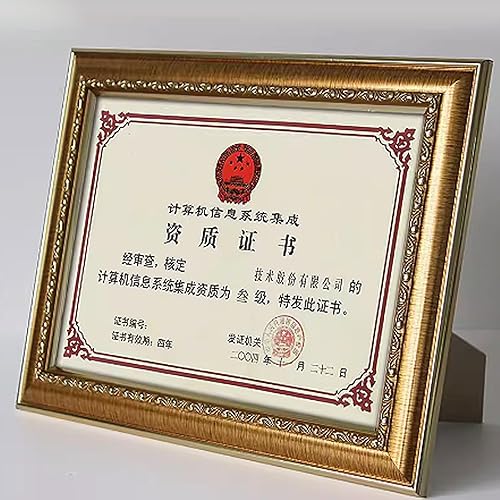 计算机信息系统集成
资质证书
经审查，核定 技术股份有限公司的
计算机信息系统集成资质为 叁 级，特发此证书。
证书编号：
证书有效期：四年
发证机关
二〇〇四 年 十 月 二十二 日